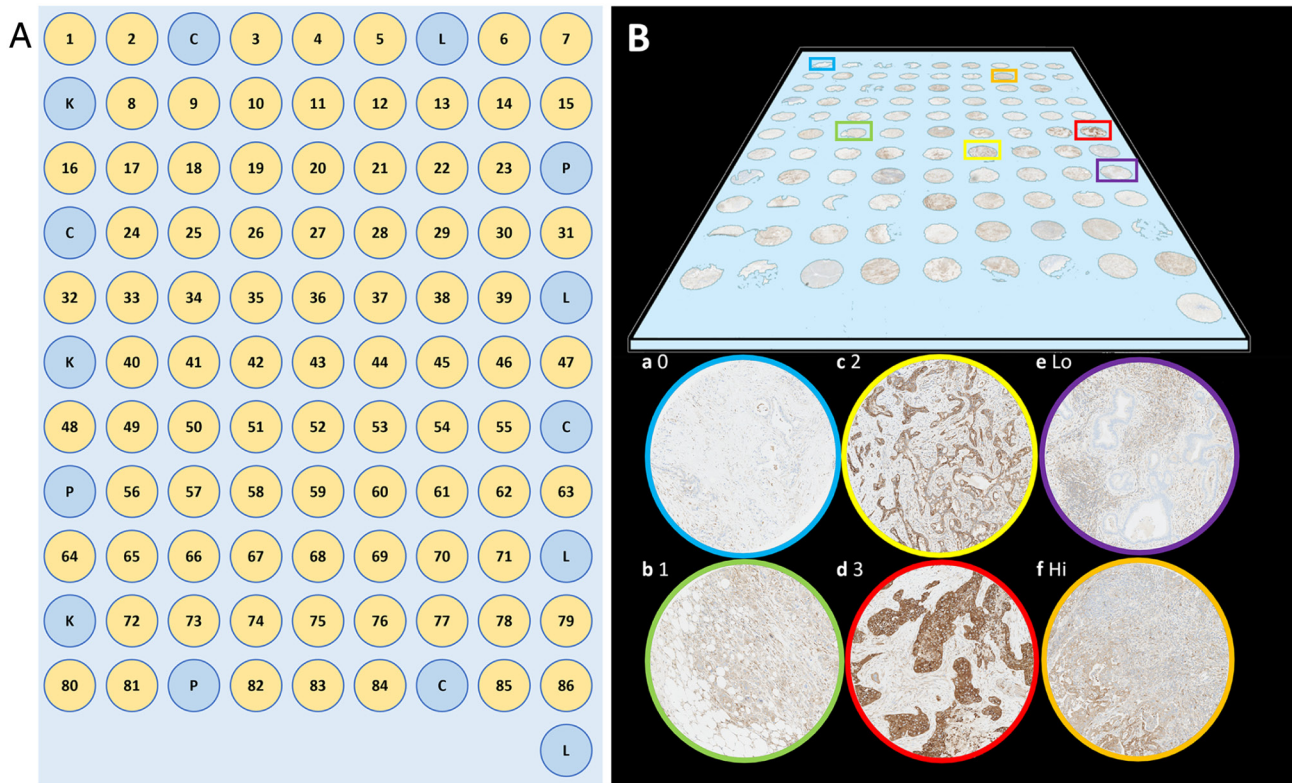 A
1 2 C 3 4 5 L 6 7
K 8 9 10 11 12 13 14 15
16 17 18 19 20 21 22 23 P
C 24 25 26 27 28 29 30 31
32 33 34 35 36 37 38 39 L
K 40 41 42 43 44 45 46 47
48 49 50 51 52 53 54 55 C
P 56 57 58 59 60 61 62 63
64 65 66 67 68 69 70 71 L
K 72 73 74 75 76 77 78 79
80 81 P 82 83 84 C 85 86
L
B
a 0
c 2
e Lo
b 1
d 3
f Hi